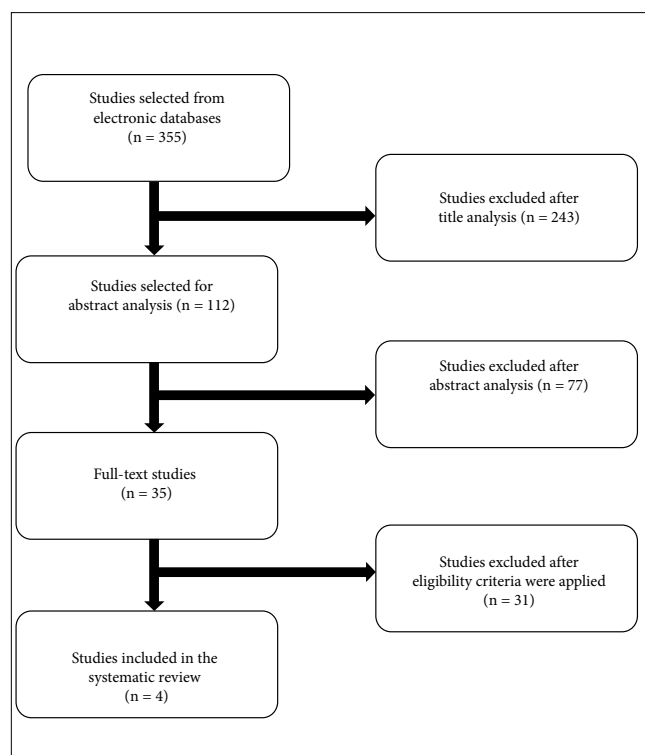 Studies selected from
electronic databases
(n = 355)
Studies excluded after
title analysis (n = 243)
Studies selected for
abstract analysis (n = 112)
Studies excluded after
abstract analysis (n = 77)
Full-text studies
(n = 35)
Studies excluded after
eligibility criteria were applied
(n = 31)
Studies included in the
systematic review
(n = 4)